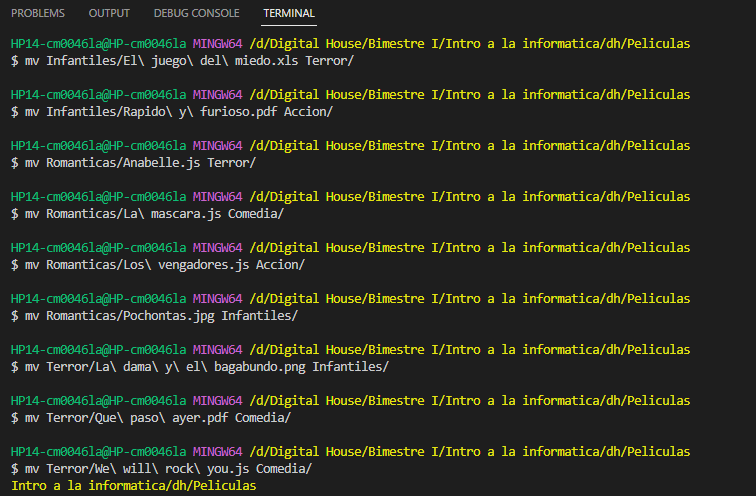 PROBLEMS OUTPUT DEBUG CONSOLE TERMINAL
HP14-cm0046la@HP-cm0046la MINGW64 /d/Digital House/Bimestre I/Intro a la informatica/dh/Peliculas
$ mv Infantiles/El\ juego\ del\ miedo.xls Terror/
HP14-cm0046la@HP-cm0046la MINGW64 /d/Digital House/Bimestre I/Intro a la informatica/dh/Peliculas
$ mv Infantiles/Rapido\ y\ furioso.pdf Accion/
HP14-cm0046la@HP-cm0046la MINGW64 /d/Digital House/Bimestre I/Intro a la informatica/dh/Peliculas
$ mv Romanticas/Anabelle.js Terror/
HP14-cm0046la@HP-cm0046la MINGW64 /d/Digital House/Bimestre I/Intro a la informatica/dh/Peliculas
$ mv Romanticas/La\ mascara.js Comedia/
HP14-cm0046la@HP-cm0046la MINGW64 /d/Digital House/Bimestre I/Intro a la informatica/dh/Peliculas
$ mv Romanticas/Los\ vengadores.js Accion/
HP14-cm0046la@HP-cm0046la MINGW64 /d/Digital House/Bimestre I/Intro a la informatica/dh/Peliculas
$ mv Romanticas/Pochontas.jpg Infantiles/
HP14-cm0046la@HP-cm0046la MINGW64 /d/Digital House/Bimestre I/Intro a la informatica/dh/Peliculas
$ mv Terror/La\ dama\ y\ el\ bagabundo.png Infantiles/
HP14-cm0046la@HP-cm0046la MINGW64 /d/Digital House/Bimestre I/Intro a la informatica/dh/Peliculas
$ mv Terror/Que\ paso\ ayer.pdf Comedia/
HP14-cm0046la@HP-cm0046la MINGW64 /d/Digital House/Bimestre I/Intro a la informatica/dh/Peliculas
$ mv Terror/We\ will\ rock\ you.js Comedia/
Intro a la informatica/dh/Peliculas